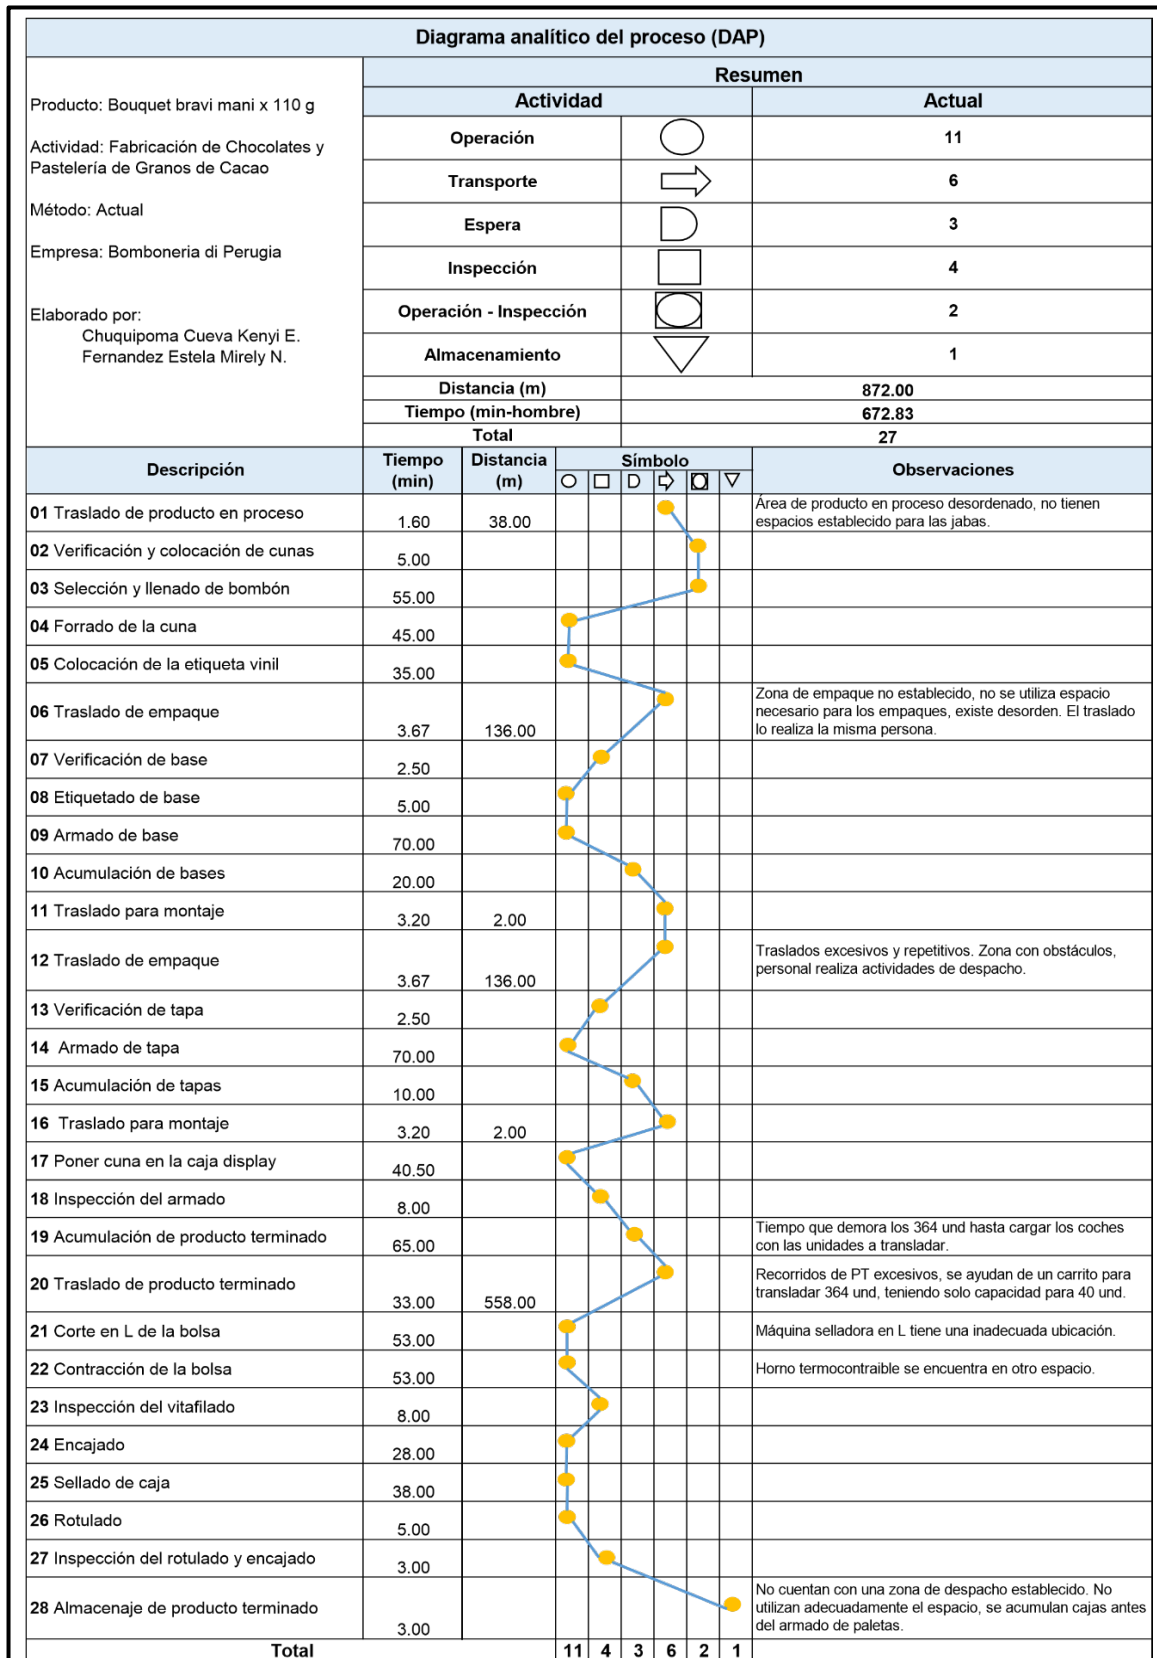 Diagrama analítico del proceso (DAP)
Producto: Bouquet bravi mani x 110 g
Actividad: Fabricación de Chocolates y
Pastelería de Granos de Cacao
Método: Actual
Empresa: Bomboneria di Perugia
Elaborado por:
Chuquipoma Cueva Kenyi E.
Fernandez Estela Mirely N.
Resumen
Actividad Actual
Operación 11
Transporte 6
Espera 3
Inspección 4
Operación - Inspección 2
Almacenamiento 1
Distancia (m) 872.00
Tiempo (min-hombre) 672.83
Total 27
Descripción Tiempo (min) Distancia (m) Símbolo Observaciones
01 Traslado de producto en proceso 1.60 38.00 Área de producto en proceso desordenado, no tienen
espacios establecido para las jabas.
02 Verificación y colocación de cunas 5.00
03 Selección y llenado de bombón 55.00
04 Forrado de la cuna 45.00
05 Colocación de la etiqueta vinil 35.00
06 Traslado de empaque 3.67 136.00 Zona de empaque no establecido, no se utiliza espacio
necesario para los empaques, existe desorden. El traslado
lo realiza la misma persona.
07 Verificación de base 2.50
08 Etiquetado de base 5.00
09 Armado de base 70.00
10 Acumulación de bases 20.00
11 Traslado para montaje 3.20 2.00
12 Traslado de empaque 3.67 136.00 Traslados excesivos y repetitivos. Zona con obstáculos,
personal realiza actividades de despacho.
13 Verificación de tapa 2.50
14 Armado de tapa 70.00
15 Acumulación de tapas 10.00
16 Traslado para montaje 3.20 2.00
17 Poner cuna en la caja display 40.50
18 Inspección del armado 8.00
19 Acumulación de producto terminado 65.00 Tiempo que demora los 364 und hasta cargar los coches
con las unidades a transladar.
20 Traslado de producto terminado 33.00 558.00 Recorridos de PT excesivos, se ayudan de un carrito para
transladar 364 und, teniendo solo capacidad para 40 und.
21 Corte en L de la bolsa 53.00 Máquina selladora en L tiene una inadecuada ubicación.
22 Contracción de la bolsa 53.00 Horno termocontraible se encuentra en otro espacio.
23 Inspección del vitafilado 8.00
24 Encajado 28.00
25 Sellado de caja 38.00
26 Rotulado 5.00
27 Inspección del rotulado y encajado 3.00
28 Almacenaje de producto terminado 3.00 No cuentan con una zona de despacho establecido. No
utilizan adecuadamente el espacio, se acumulan cajas antes
del armado de paletas.
Total 11 4 3 6 2 1